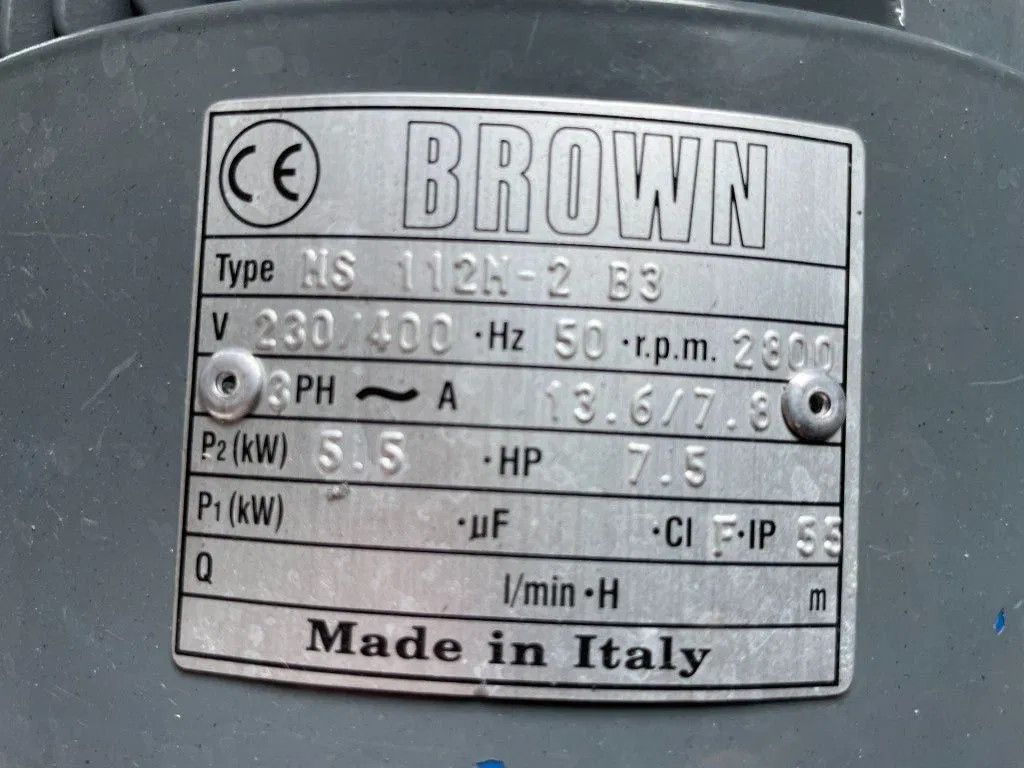 CE BROWN
Type MS 112M-2 B3
V 230/400 ·Hz 50 ·r.p.m. 2800
3PH ~ A 13.6/7.8
P2 (kW) 5.5 ·HP 7.5
P1 (kW) ·µF ·Cl F ·IP 55
Q l/min ·H m
Made in Italy